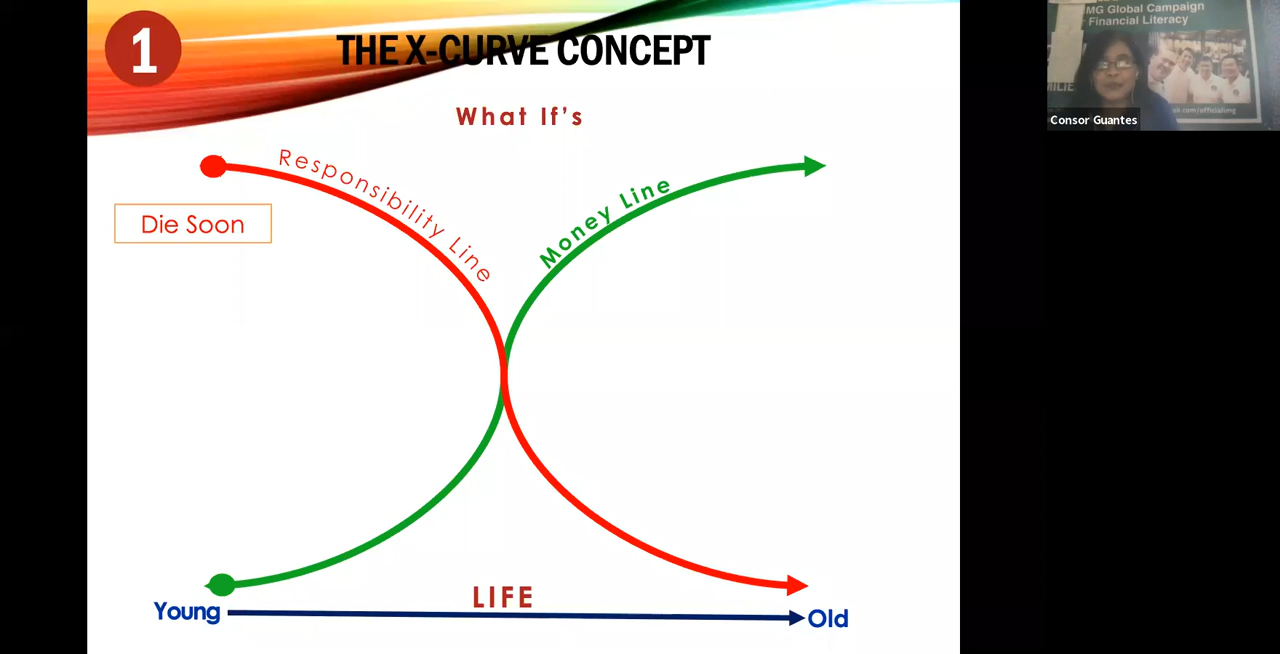 1
THE X-CURVE CONCEPT
What If's
Responsibility Line
Money Line
Die Soon
LIFE
Young
Old
MG Global Campaign
Financial Literacy
Consor Guantes